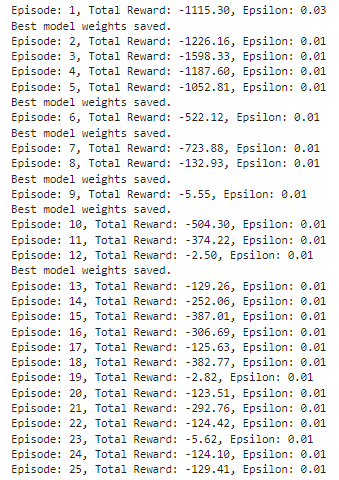 Episode: 1, Total Reward: -1115.30, Epsilon: 0.03
Best model weights saved.
Episode: 2, Total Reward: -1226.16, Epsilon: 0.01
Episode: 3, Total Reward: -1598.33, Epsilon: 0.01
Episode: 4, Total Reward: -1187.60, Epsilon: 0.01
Episode: 5, Total Reward: -1052.81, Epsilon: 0.01
Best model weights saved.
Episode: 6, Total Reward: -522.12, Epsilon: 0.01
Best model weights saved.
Episode: 7, Total Reward: -723.88, Epsilon: 0.01
Episode: 8, Total Reward: -132.93, Epsilon: 0.01
Best model weights saved.
Episode: 9, Total Reward: -5.55, Epsilon: 0.01
Best model weights saved.
Episode: 10, Total Reward: -504.30, Epsilon: 0.01
Episode: 11, Total Reward: -374.22, Epsilon: 0.01
Episode: 12, Total Reward: -2.50, Epsilon: 0.01
Best model weights saved.
Episode: 13, Total Reward: -129.26, Epsilon: 0.01
Episode: 14, Total Reward: -252.06, Epsilon: 0.01
Episode: 15, Total Reward: -387.01, Epsilon: 0.01
Episode: 16, Total Reward: -306.69, Epsilon: 0.01
Episode: 17, Total Reward: -125.63, Epsilon: 0.01
Episode: 18, Total Reward: -382.77, Epsilon: 0.01
Episode: 19, Total Reward: -2.82, Epsilon: 0.01
Episode: 20, Total Reward: -123.51, Epsilon: 0.01
Episode: 21, Total Reward: -292.76, Epsilon: 0.01
Episode: 22, Total Reward: -124.42, Epsilon: 0.01
Episode: 23, Total Reward: -5.62, Epsilon: 0.01
Episode: 24, Total Reward: -124.10, Epsilon: 0.01
Episode: 25, Total Reward: -129.41, Epsilon: 0.01